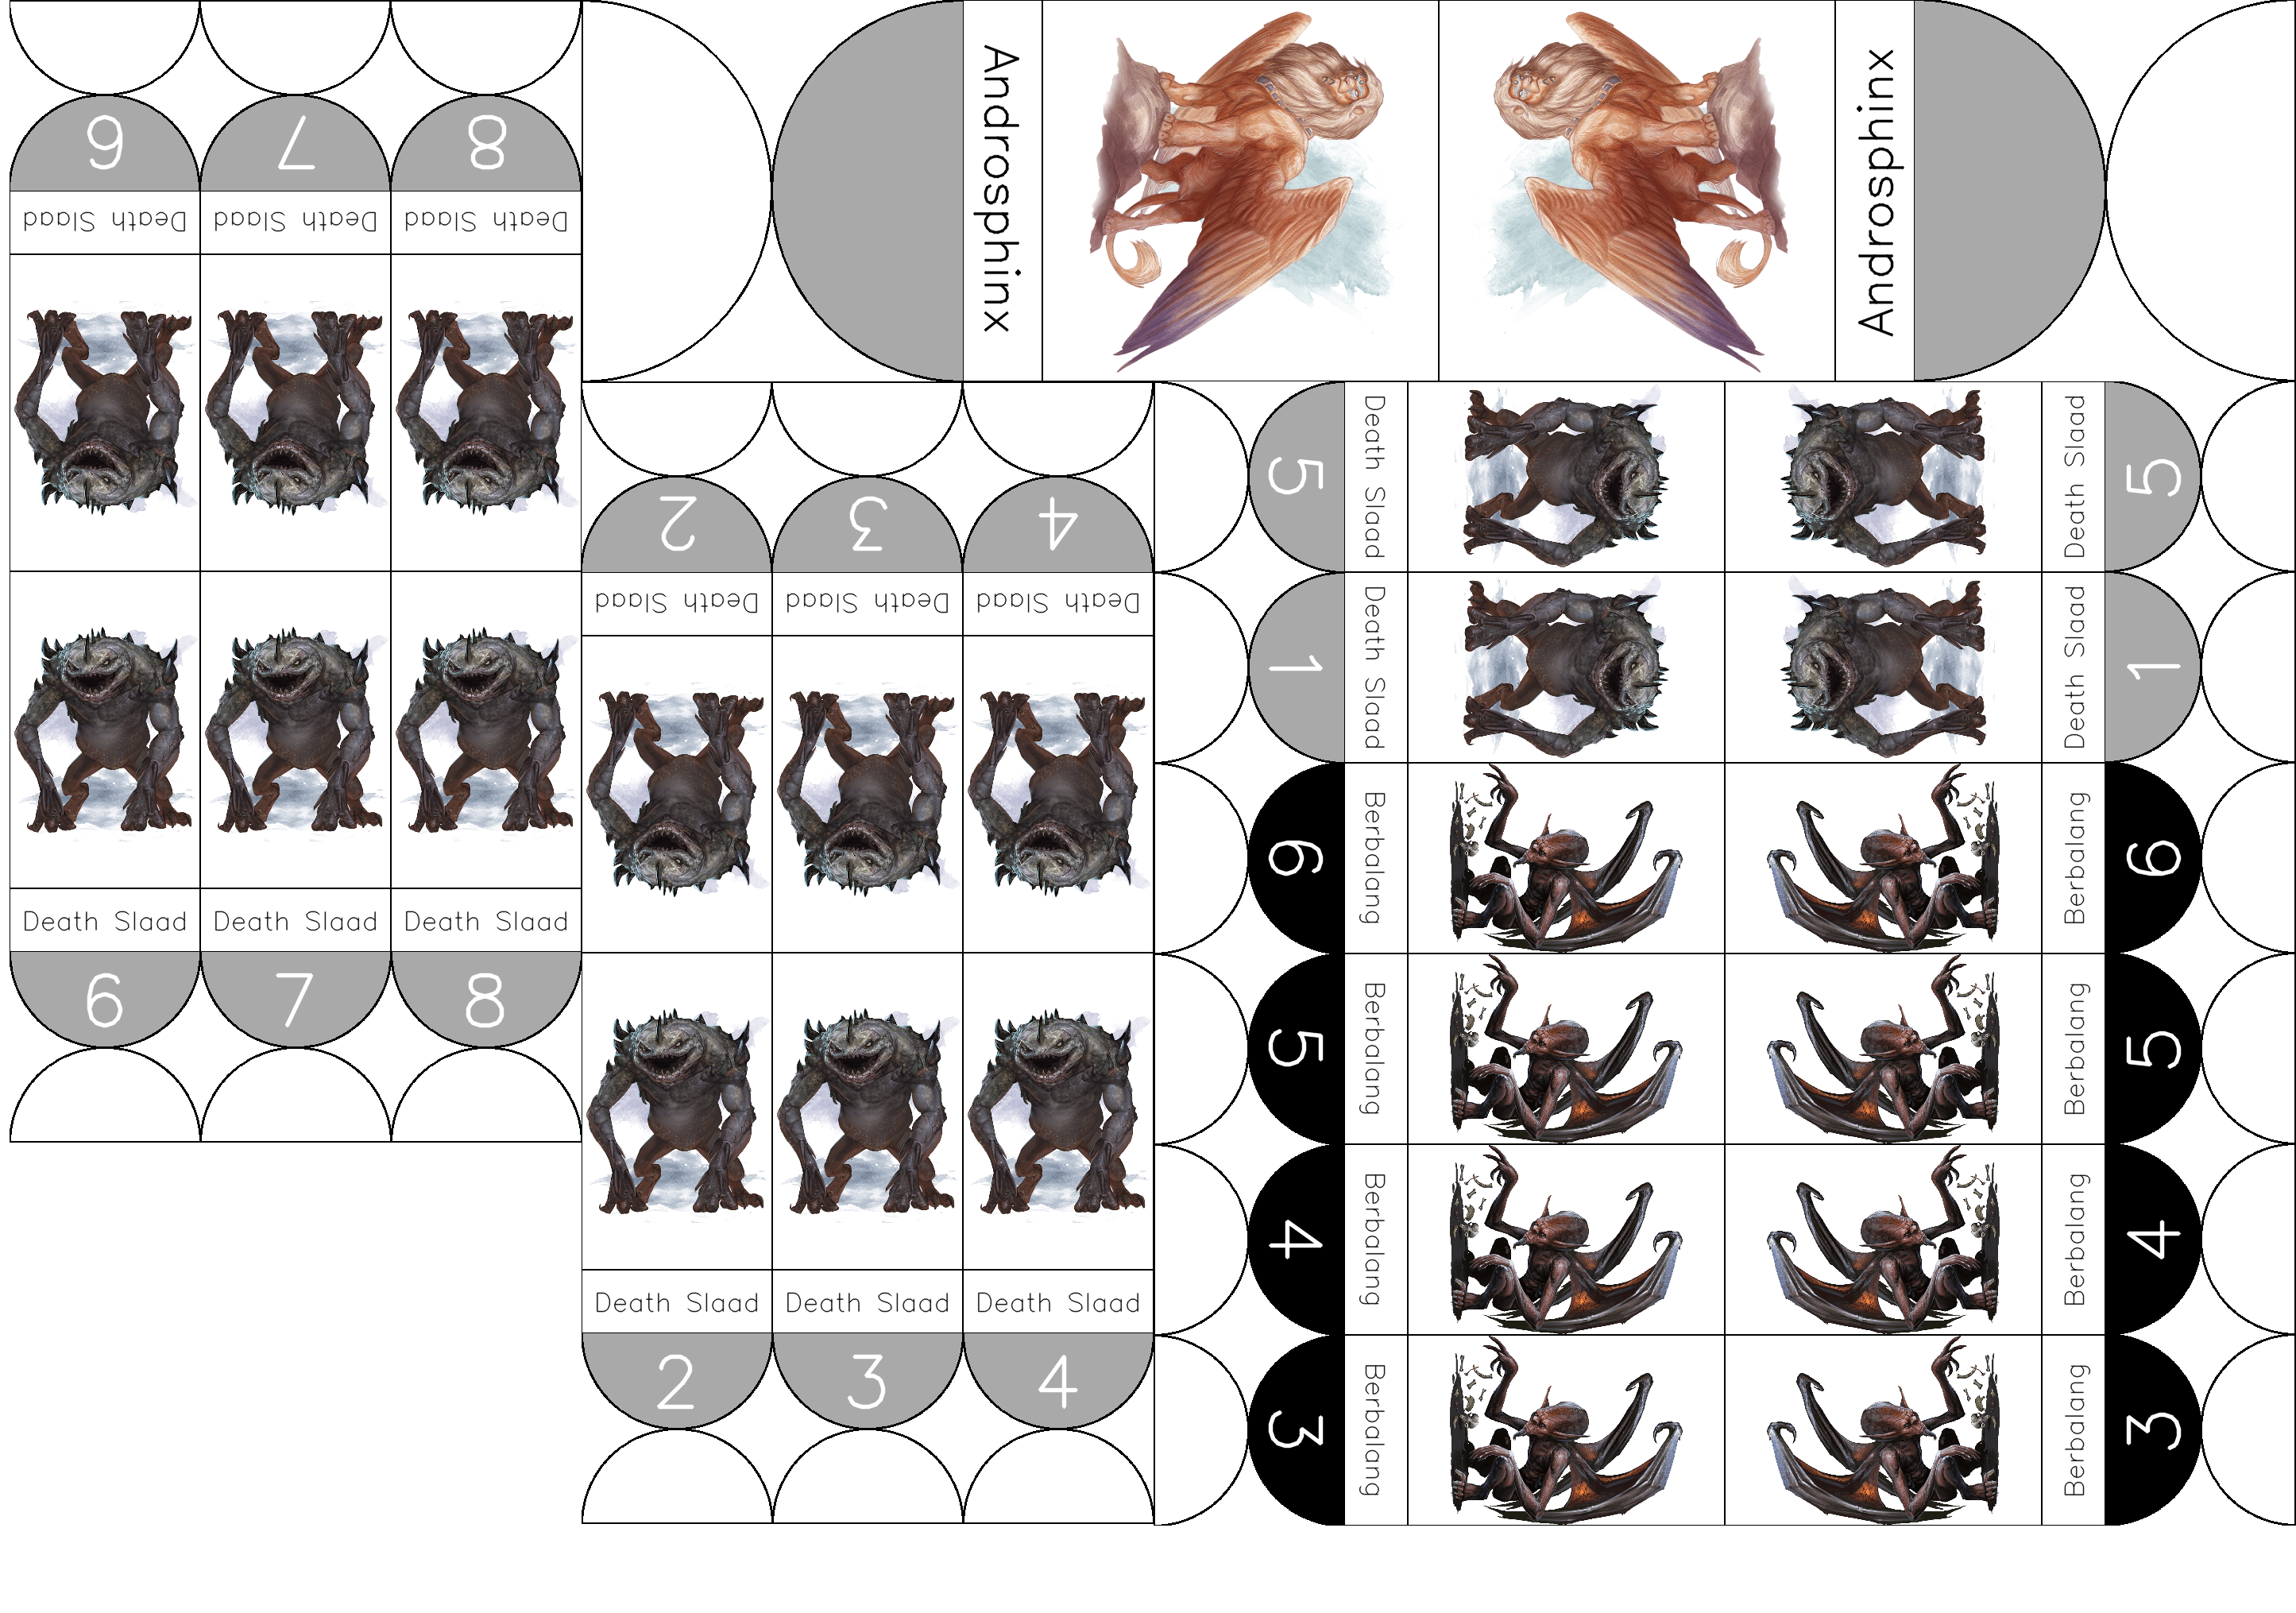 6 7 8
Death Slaad Death Slaad Death Slaad
Death Slaad Death Slaad Death Slaad
6 7 8
Androsphinx Androsphinx
2 3 4
Death Slaad Death Slaad Death Slaad
Death Slaad Death Slaad Death Slaad
2 3 4
5 Death Slaad Death Slaad 5
1 Death Slaad Death Slaad 1
6 Berbalang Berbalang 6
5 Berbalang Berbalang 5
4 Berbalang Berbalang 4
3 Berbalang Berbalang 3